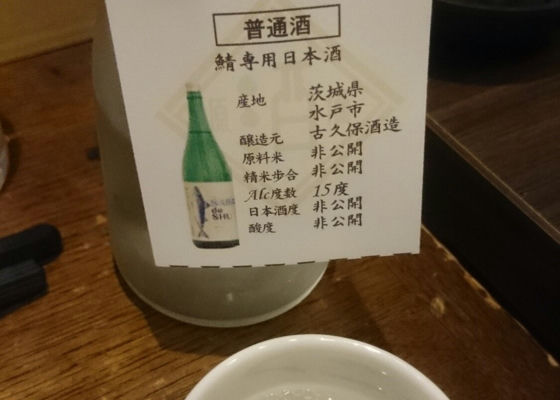 普通酒
鯖専用日本酒
産地 茨城県
水戸市
醸造元 古久保酒造
原料米 非公開
精米歩合 非公開
Alc度数 15度
日本酒度 非公開
酸度 非公開
SABA
de
SHU